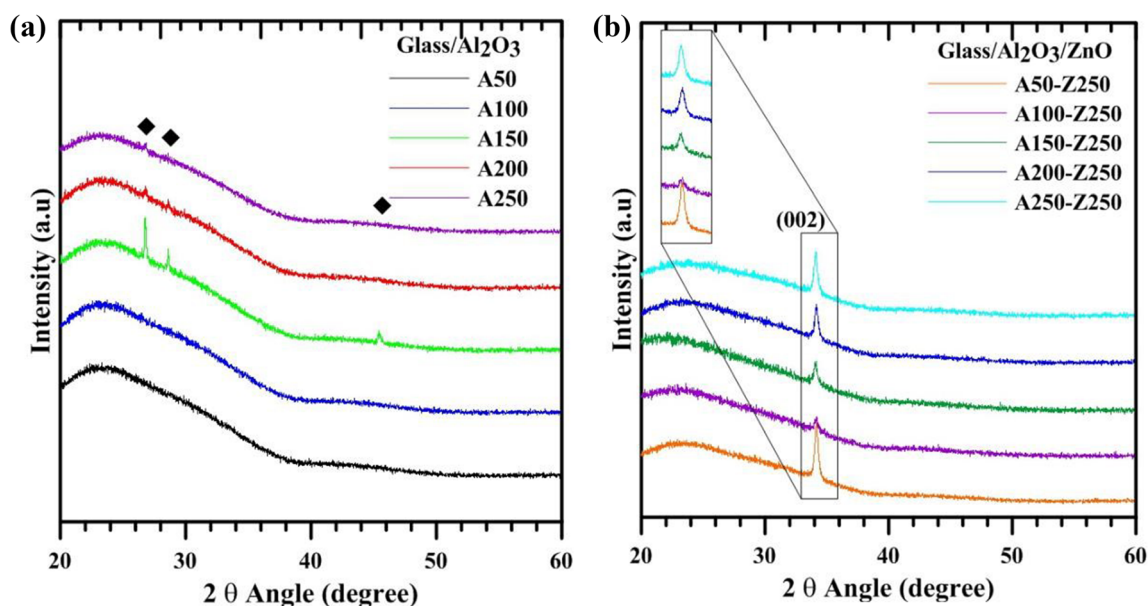 (a)
Glass/Al₂O₃
A50
A100
A150
A200
A250
Intensity (a.u)
20 30 40 50 60
2 θ Angle (degree)
(b)
Glass/Al₂O₃/ZnO
A50-Z250
A100-Z250
A150-Z250
A200-Z250
A250-Z250
(002)
Intensity (a.u)
20 30 40 50 60
2 θ Angle (degree)